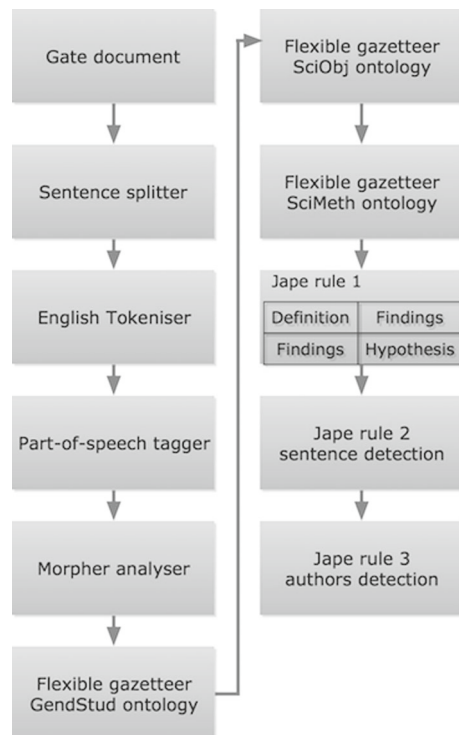 Gate document
Sentence splitter
English Tokeniser
Part-of-speech tagger
Morpher analyser
Flexible gazetteer
GendStud ontology
Flexible gazetteer
SciObj ontology
Flexible gazetteer
SciMeth ontology
Jape rule 1
Definition Findings
Findings Hypothesis
Jape rule 2
sentence detection
Jape rule 3
authors detection